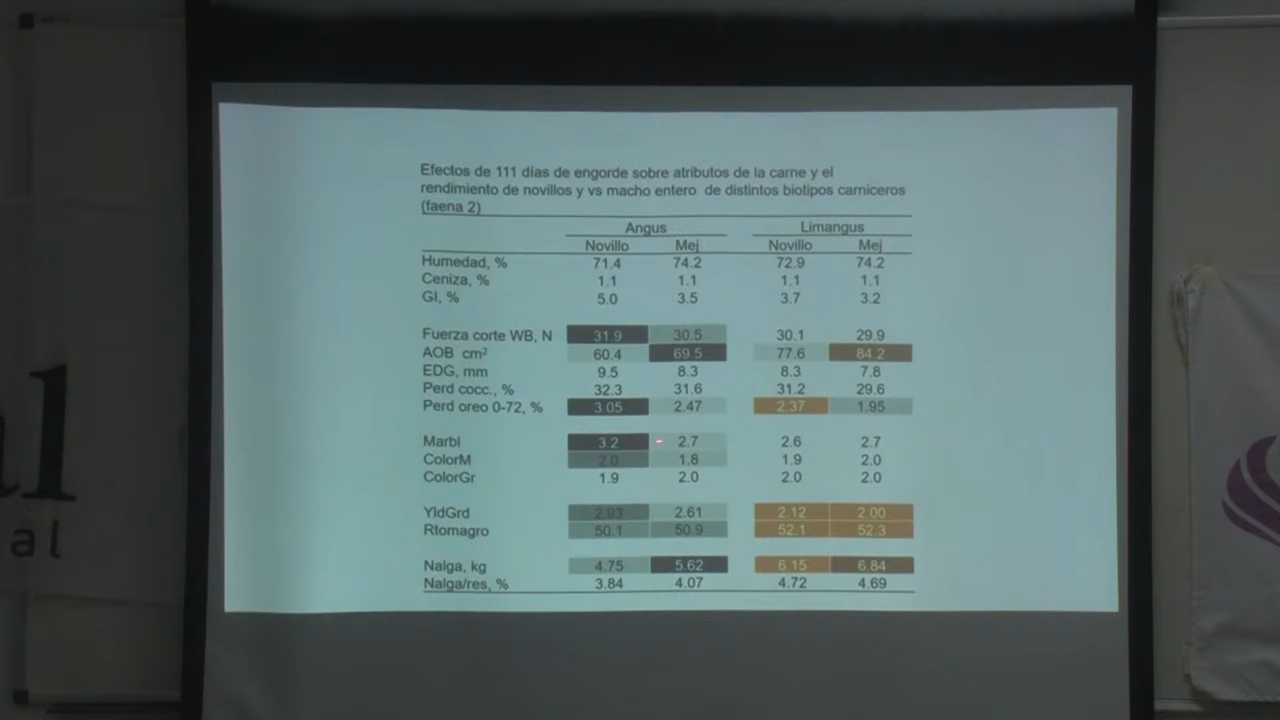 Efectos de 111 días de engorde sobre atributos de la carne y el
rendimiento de novillos y vs macho entero de distintos biotipos carniceros
(faena 2)
Angus Limangus
Novillo Mej Novillo Mej
Humedad, % 71.4 74.2 72.9 74.2
Ceniza, % 1.1 1.1 1.1 1.1
GI, % 5.0 3.5 3.7 3.2
Fuerza corte WB, N 31.9 30.5 30.1 29.9
AOB cm² 60.4 69.5 77.6 84.2
EDG, mm 9.5 8.3 8.3 7.8
Perd cocc., % 32.3 31.6 31.2 29.6
Perd oreo 0-72, % 3.05 2.47 2.37 1.95
Marbl 3.2 2.7 2.6 2.7
ColorM 2.0 1.8 1.9 2.0
ColorGr 1.9 2.0 2.0 2.0
YldGrd 2.93 2.61 2.12 2.00
Rtomagro 50.1 50.9 52.1 52.3
Nalga, kg 4.75 5.62 6.15 6.84
Nalga/res, % 3.84 4.07 4.72 4.69
al